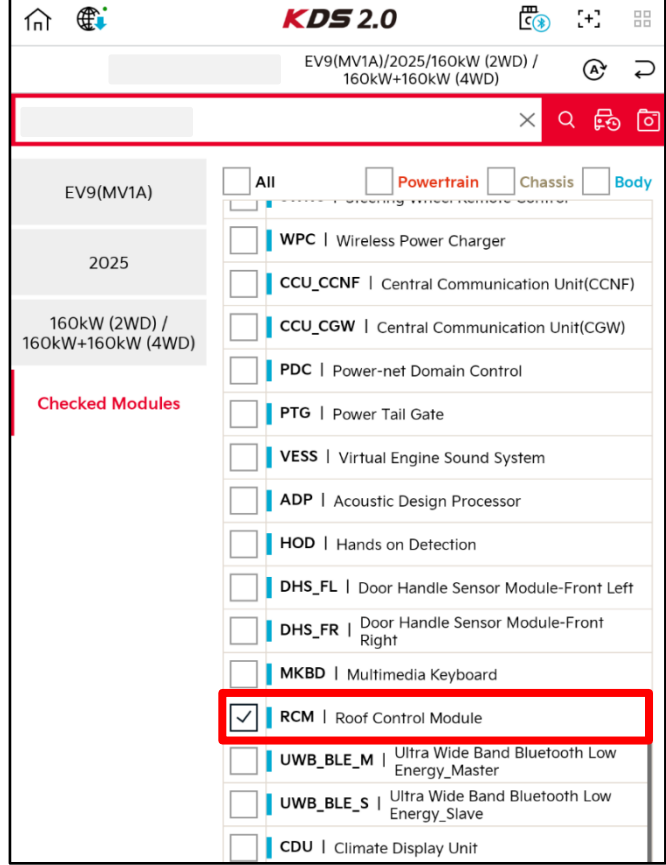 KDS 2.0
EV9(MV1A)/2025/160kW (2WD) /
160kW+160kW (4WD)
EV9(MV1A)
2025
160kW (2WD) /
160kW+160kW (4WD)
Checked Modules
All Powertrain Chassis Body
WPC | Wireless Power Charger
CCU_CCNF | Central Communication Unit(CCNF)
CCU_CGW | Central Communication Unit(CGW)
PDC | Power-net Domain Control
PTG | Power Tail Gate
VESS | Virtual Engine Sound System
ADP | Acoustic Design Processor
HOD | Hands on Detection
DHS_FL | Door Handle Sensor Module-Front Left
DHS_FR | Door Handle Sensor Module-Front
Right
MKBD | Multimedia Keyboard
RCM | Roof Control Module
UWB_BLE_M | Ultra Wide Band Bluetooth Low
Energy_Master
UWB_BLE_S | Ultra Wide Band Bluetooth Low
Energy_Slave
CDU | Climate Display Unit